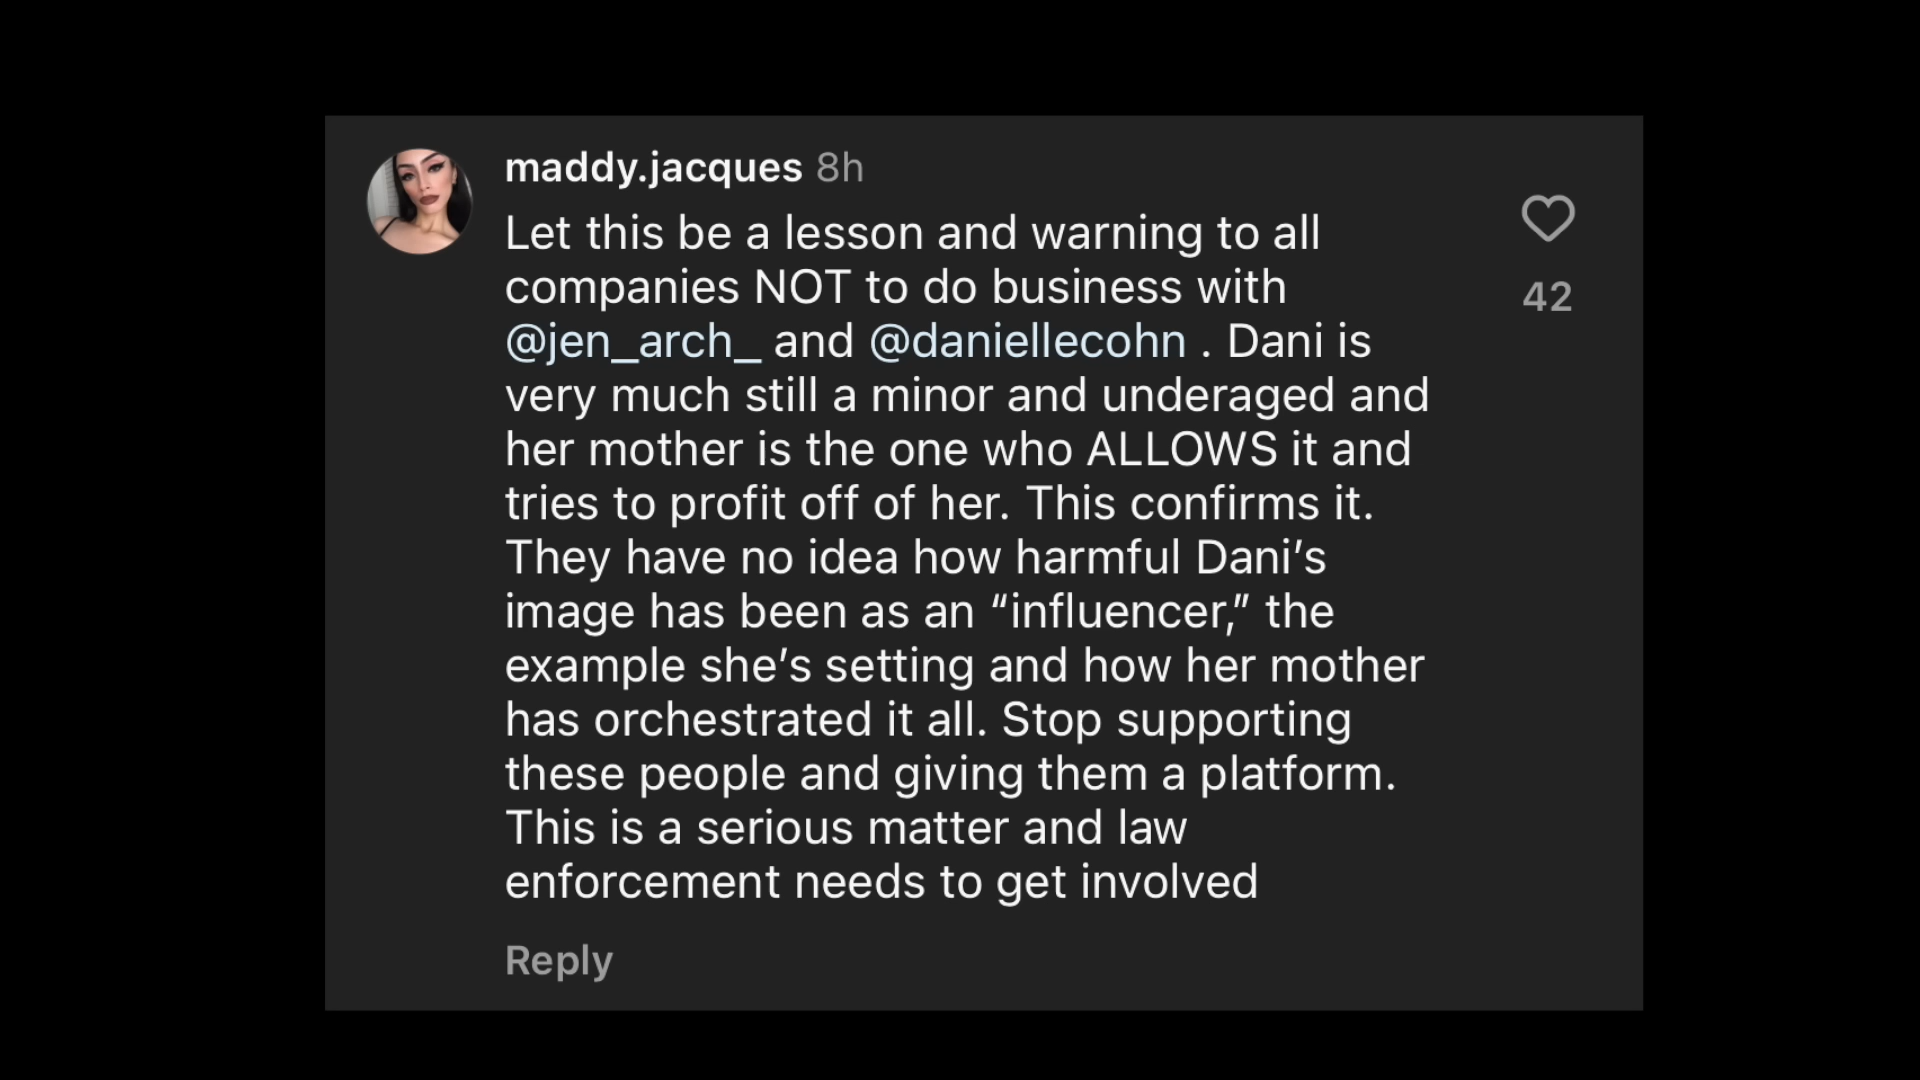 maddy.jacques 8h
Let this be a lesson and warning to all
companies NOT to do business with
@jen_arch_ and @daniellecohn . Dani is
very much still a minor and underaged and
her mother is the one who ALLOWS it and
tries to profit off of her. This confirms it.
They have no idea how harmful Dani’s
image has been as an “influencer,” the
example she’s setting and how her mother
has orchestrated it all. Stop supporting
these people and giving them a platform.
This is a serious matter and law
enforcement needs to get involved
42
Reply